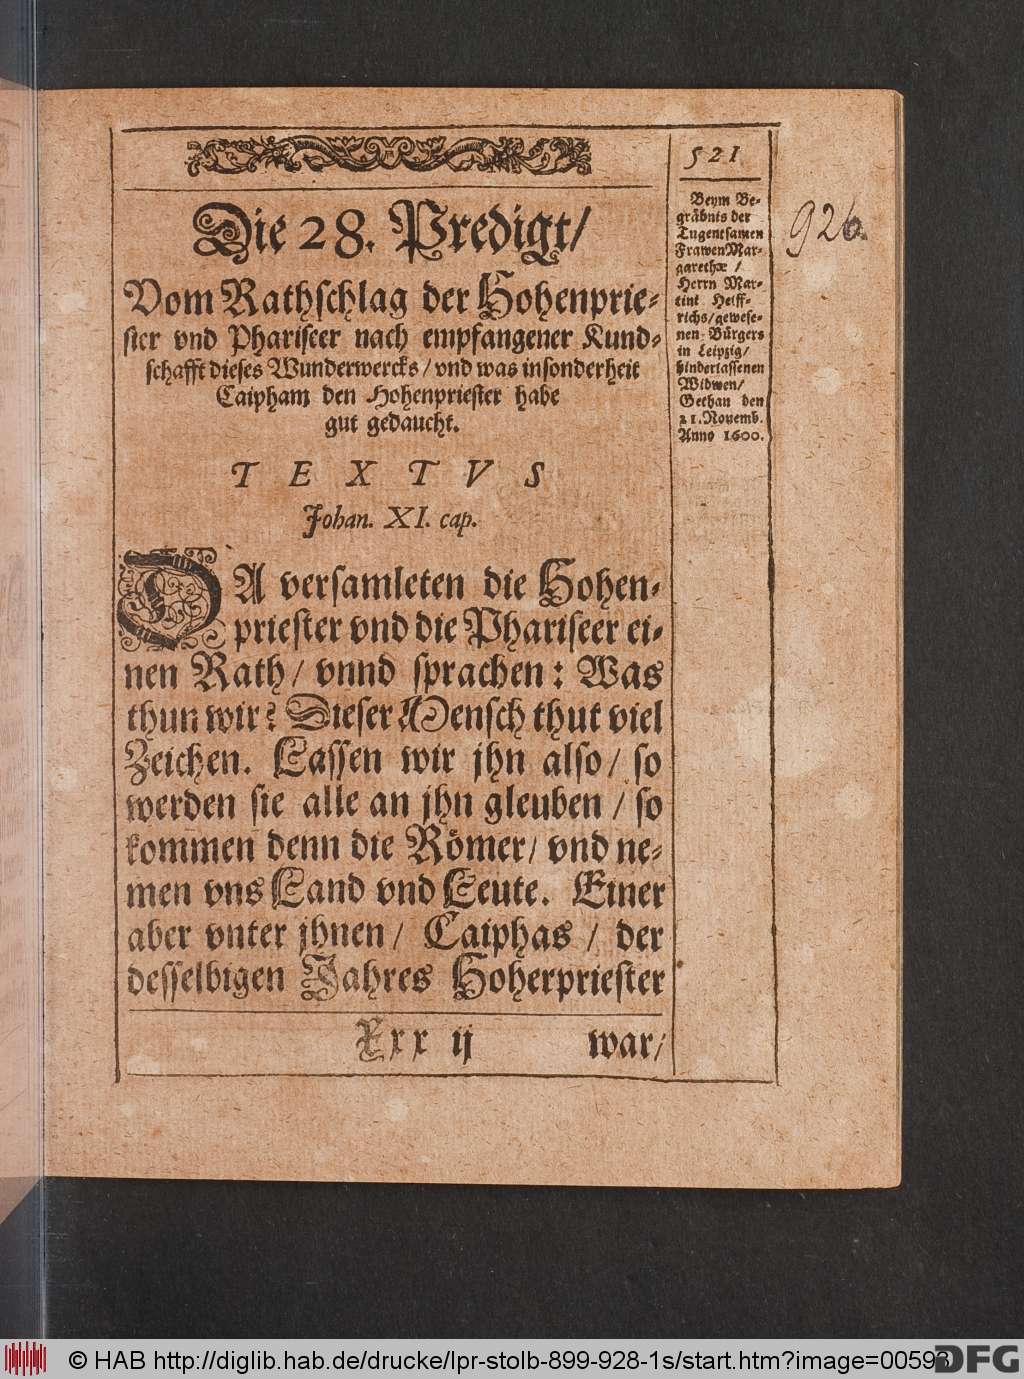 521
Die 28. Predigt/
Vom Rathschlag der Hohenprie-
ster vnd Phariseer nach empfangener Kund-
schafft dieses Wunderwercks/ vnd was insonderheit
Caipham den Hohenpriester habe
gut gedaucht.
TEXTVS
Johan. XI. cap.
DA versamleten die Hohen-
priester vnd die Phariseer ei-
nen Rath/ vnnd sprachen: Was
thun wir? Dieser Mensch thut viel
Zeichen. Lassen wir jhn also/ so
werden sie alle an jhn gleuben/ so
kommen denn die Römer/ vnd ne-
men vns Land vnd Leute. Einer
aber vnter jhnen/ Caiphas/ der
desselbigen Jahres Hoherpriester
Xxx ij war/
Beym Be-
gräbnis der
Tugentsamen
Frawen Mar-
garethæ/
Herrn Mar-
tini Helff-
richs/ gewese-
nen Bürgers
in Leipzig/
hinderlassenen
Widwen/
Gethan den
21. Novemb.
Anno 1600.
926.
© HAB http://diglib.hab.de/drucke/lpr-stolb-899-928-1s/start.htm?image=00593
DFG